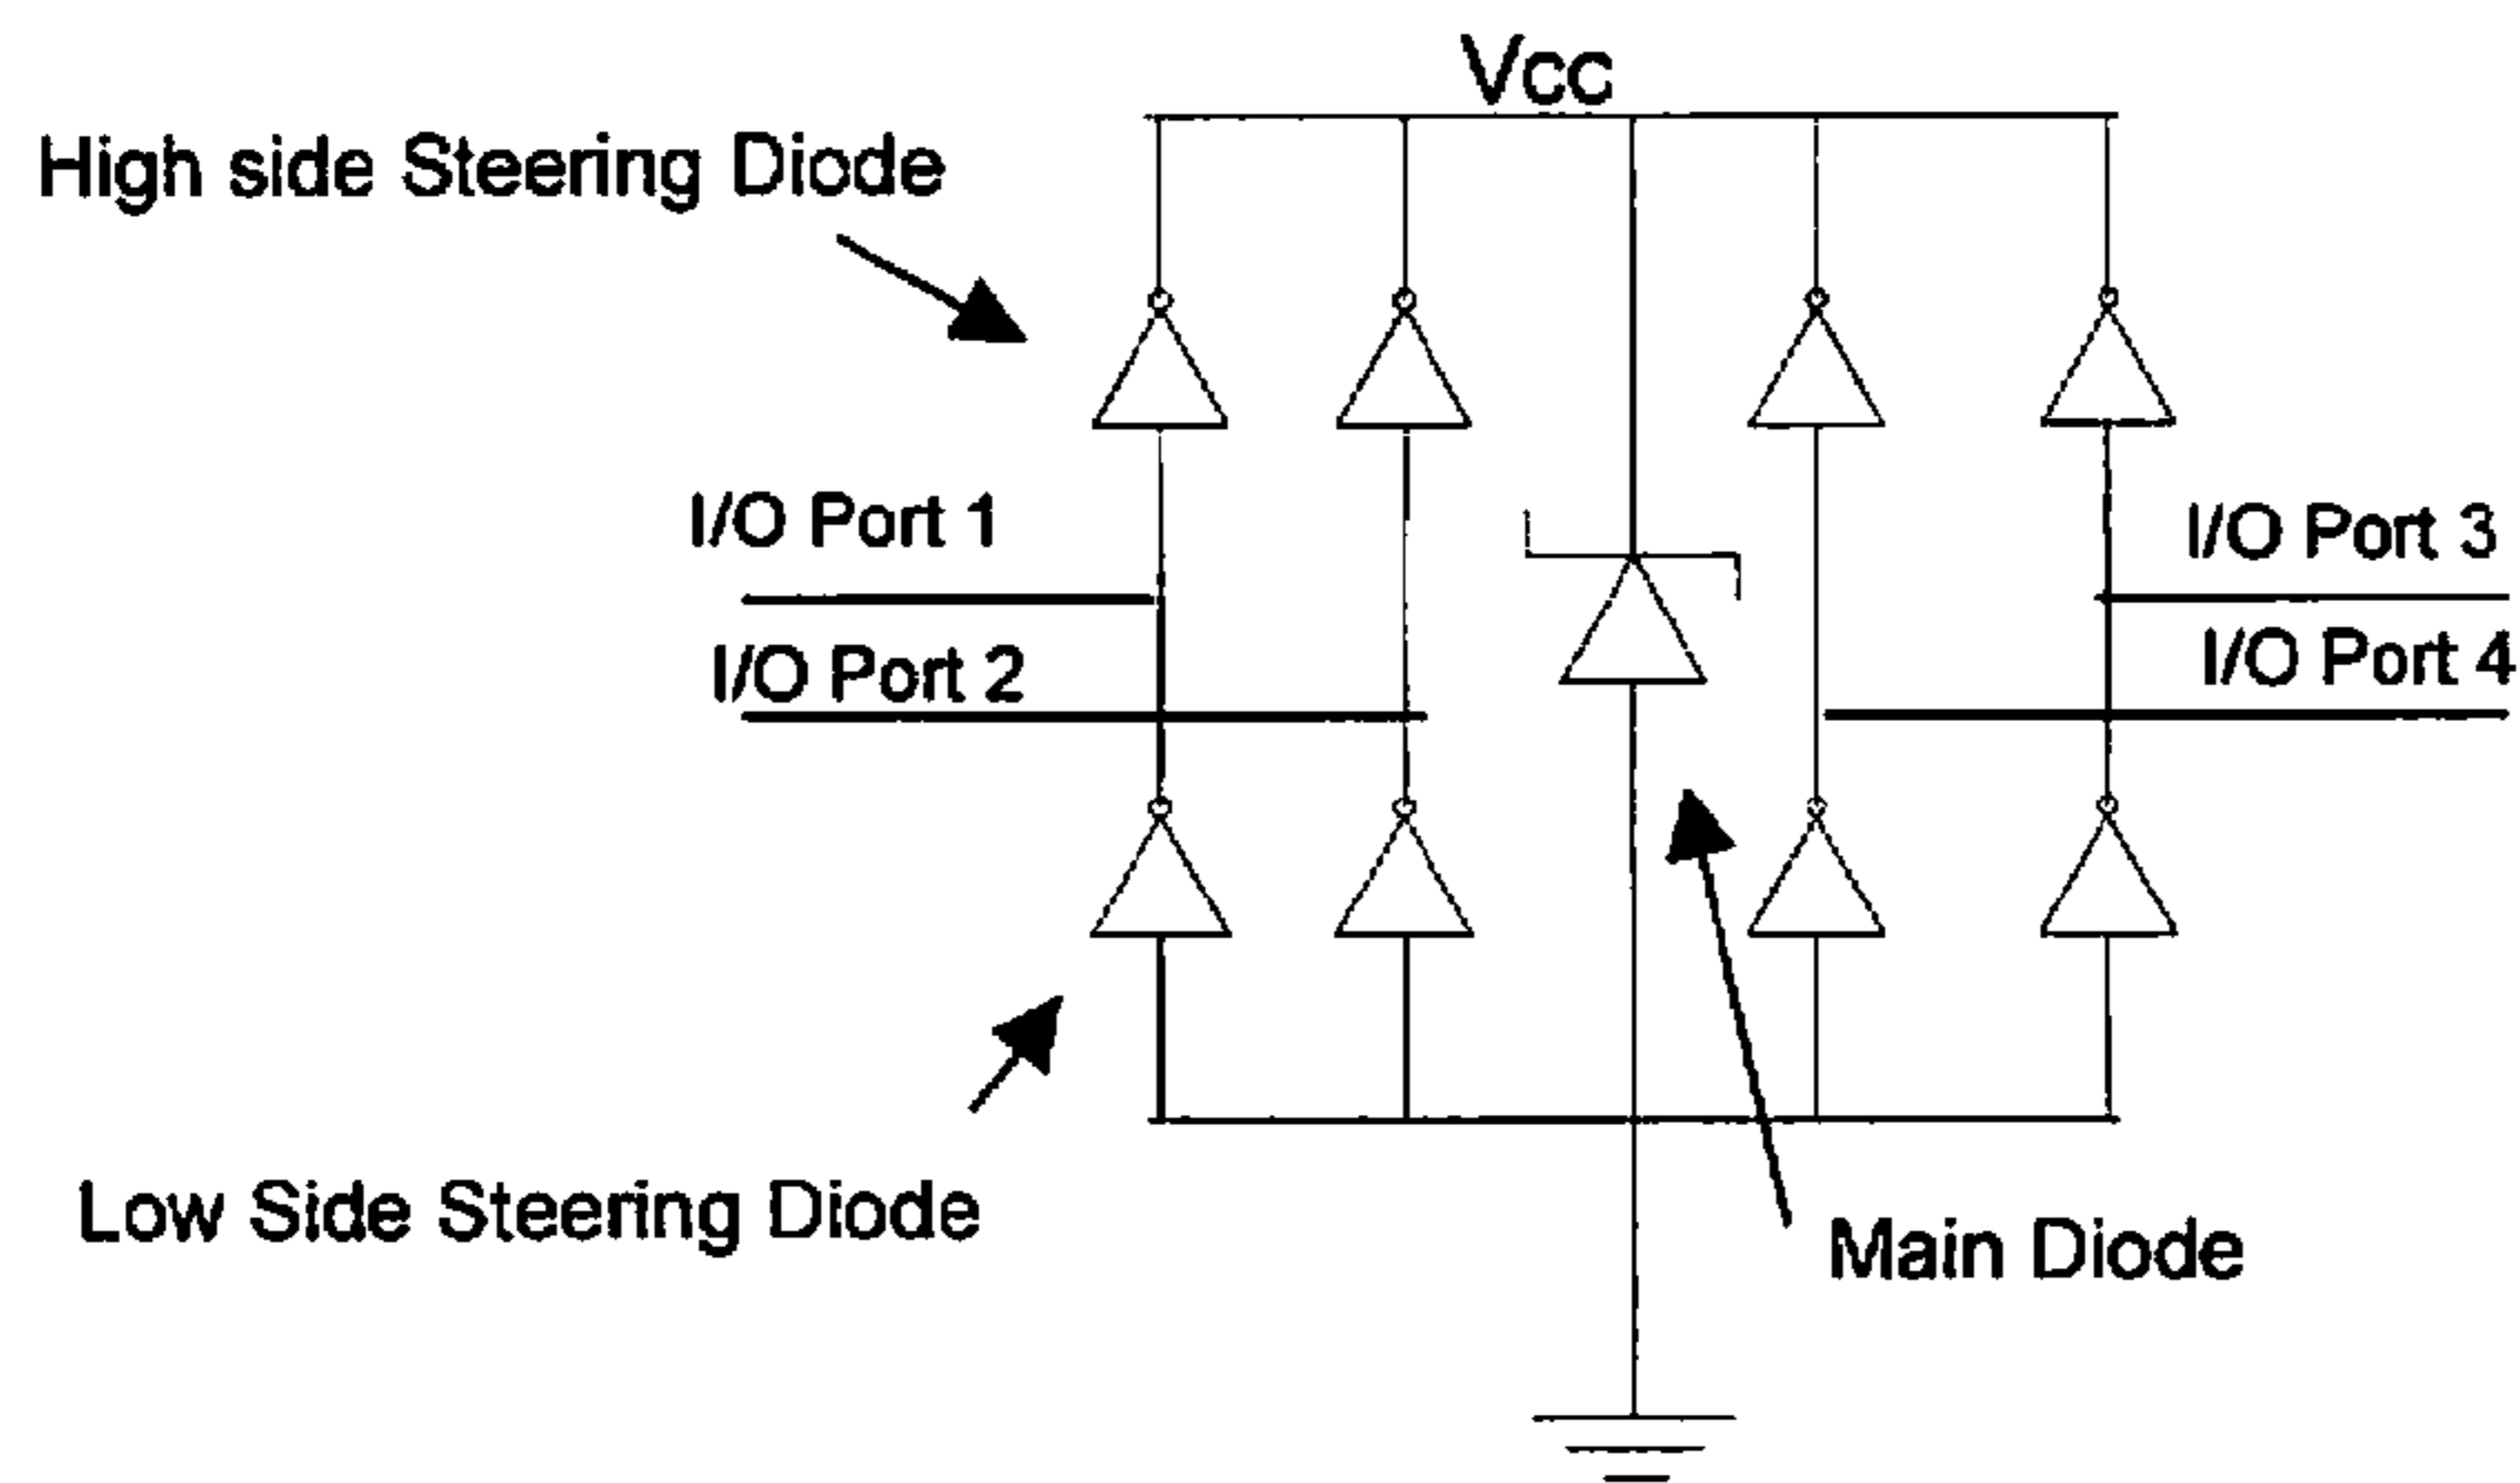 Vcc
High side Steering Diode
I/O Port 1
I/O Port 3
I/O Port 2
I/O Port 4
Low Side Steering Diode
Main Diode